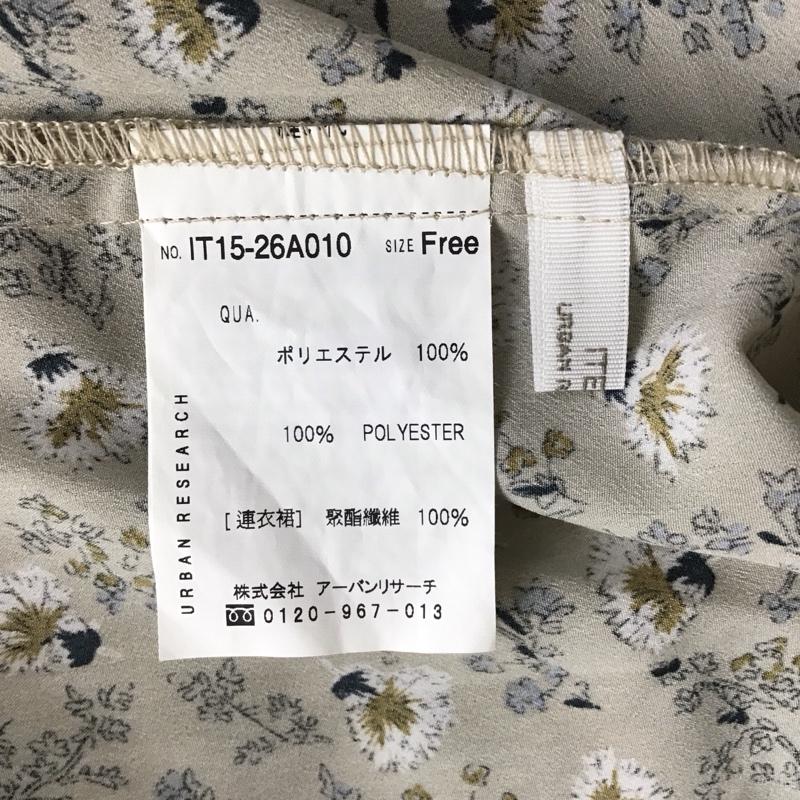 NO. IT15-26A010 SIZE Free
QUA.
ポリエステル 100%
100% POLYESTER
[連衣裙] 聚酯纖維 100%
株式会社 アーバンリサーチ
0120-967-013
URBAN RESEARCH
ITE
URBAN R